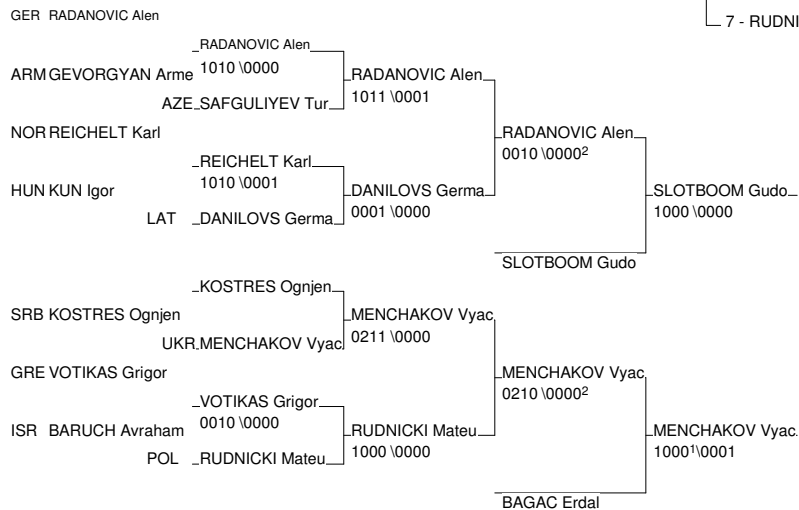 GER RADANOVIC Alen
7 - RUDNI
RADANOVIC Alen
ARM GEVORGYAN Arme
1010 \0000
RADANOVIC Alen
AZE SAFGULIYEV Tur
1011 \0001
NOR REICHELT Karl
RADANOVIC Alen
0010 \0000²
REICHELT Karl
1010 \0001
HUN KUN Igor
DANILOVS Germa
SLOTBOOM Gudo
LAT DANILOVS Germa
0001 \0000
1000 \0000
SLOTBOOM Gudo
KOSTRES Ognjen
SRB KOSTRES Ognjen
MENCHAKOV Vyac
UKR MENCHAKOV Vyac
0211 \0000
GRE VOTIKAS Grigor
MENCHAKOV Vyac
0210 \0000²
VOTIKAS Grigor
0010 \0000
ISR BARUCH Avraham
RUDNICKI Mateu
MENCHAKOV Vyac
POL RUDNICKI Mateu
1000 \0000
1000¹\0001
BAGAC Erdal